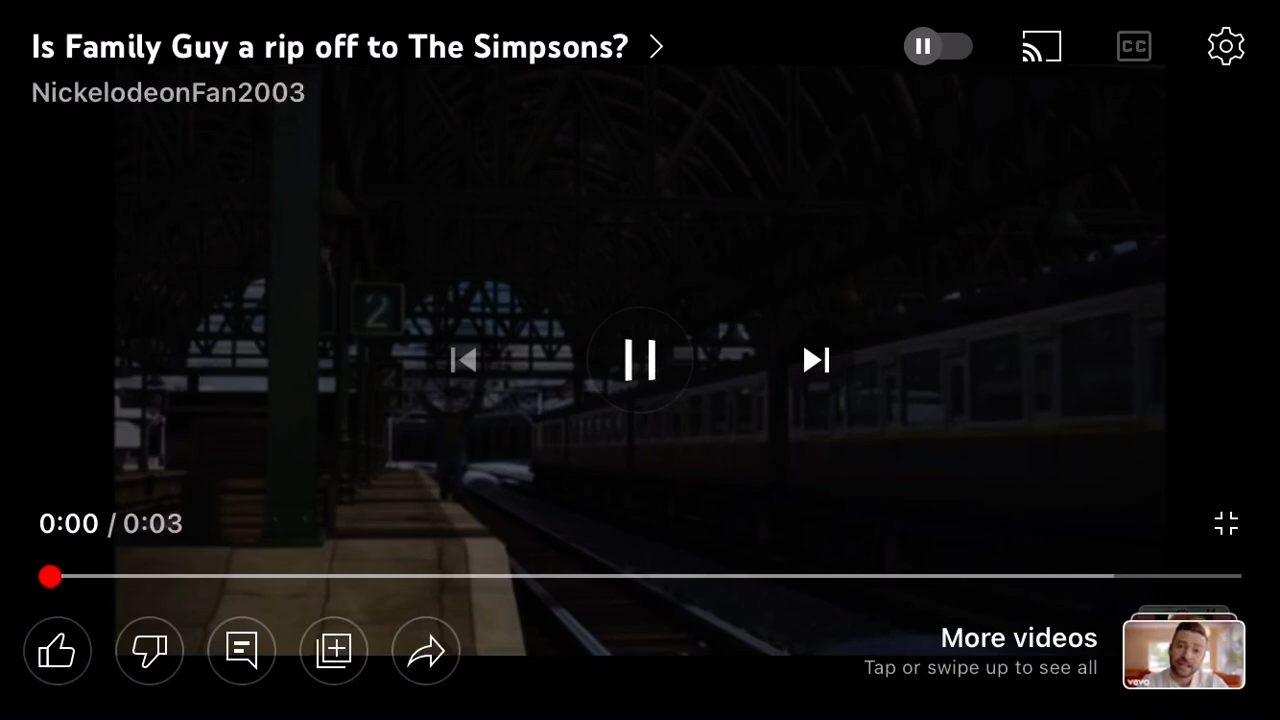 Is Family Guy a rip off to The Simpsons?
CC
NickelodeonFan2003
2
0:00 / 0:03
More videos
Tap or swipe up to see all
vevo